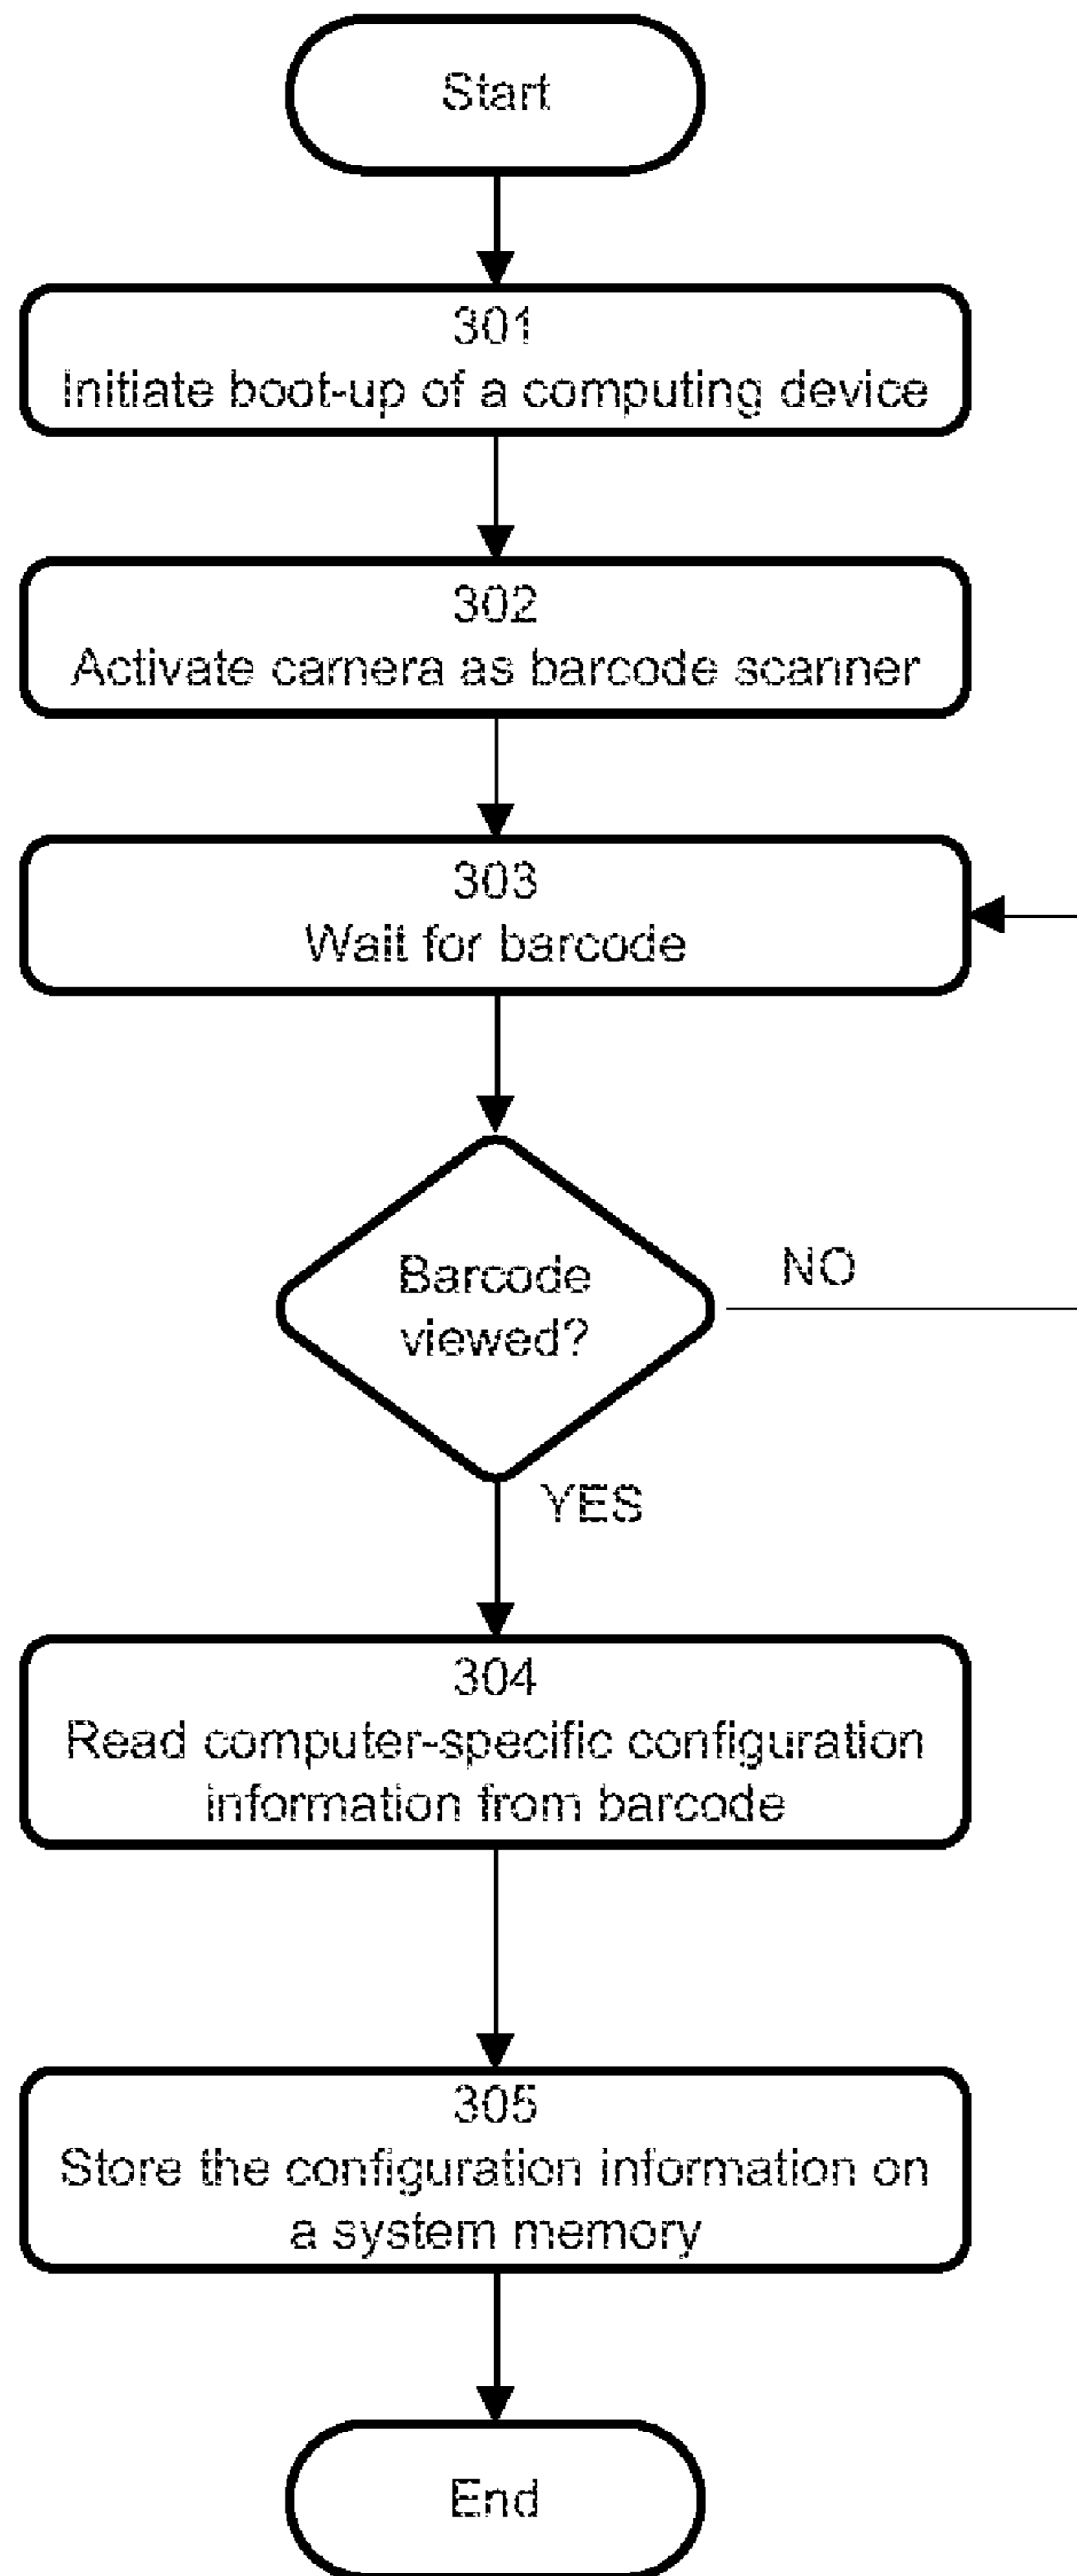 Start
301
Initiate boot-up of a computing device
302
Activate camera as barcode scanner
303
Wait for barcode
Barcode
viewed?
NO
YES
304
Read computer-specific configuration
information from barcode
305
Store the configuration information on
a system memory
End